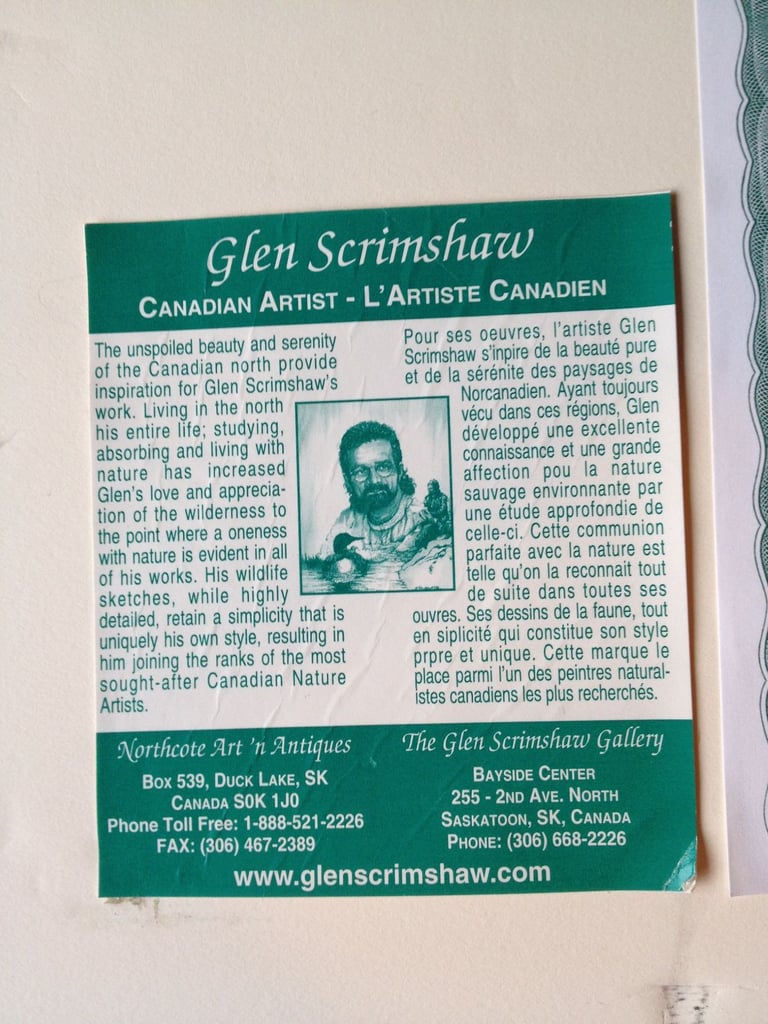 Glen Scrimshaw
CANADIAN ARTIST - L'ARTISTE CANADIEN
The unspoiled beauty and serenity
of the Canadian north provide
inspiration for Glen Scrimshaw's
work. Living in the north
his entire life; studying,
absorbing and living with
nature has increased
Glen's love and apprecia-
tion of the wilderness to
the point where a oneness
with nature is evident in all
of his works. His wildlife
sketches, while highly
detailed, retain a simplicity that is
uniquely his own style, resulting in
him joining the ranks of the most
sought-after Canadian Nature
Artists.
Pour ses oeuvres, l'artiste Glen
Scrimshaw s'inpire de la beauté pure
et de la sérénite des paysages de
Norcanadien. Ayant toujours
vécu dans ces régions, Glen
développé une excellente
connaissance et une grande
affection pou la nature
sauvage environnante par
une étude approfondie de
celle-ci. Cette communion
parfaite avec la nature est
telle qu'on la reconnait tout
de suite dans toutes ses
ouvres. Ses dessins de la faune, tout
en siplicité qui constitue son style
prpre et unique. Cette marque le
place parmi l'un des peintres natural-
istes canadiens les plus recherchés.
Northcote Art 'n Antiques
BOX 539, DUCK LAKE, SK
CANADA S0K 1J0
Phone Toll Free: 1-888-521-2226
FAX: (306) 467-2389
The Glen Scrimshaw Gallery
BAYSIDE CENTER
255 - 2ND AVE. NORTH
SASKATOON, SK, CANADA
PHONE: (306) 668-2226
www.glenscrimshaw.com